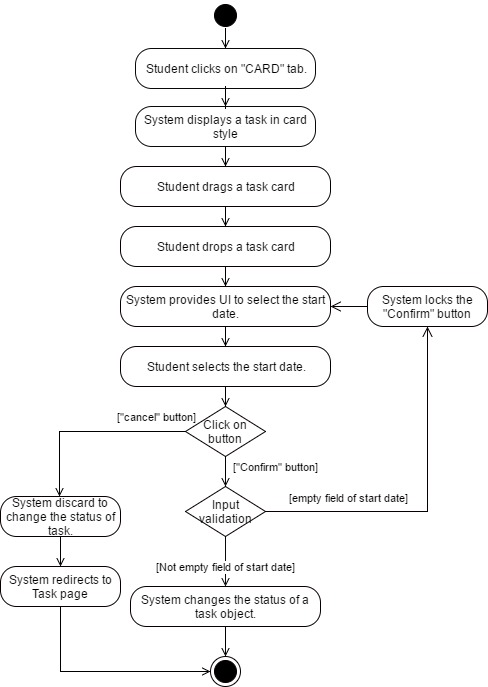 Student clicks on "CARD" tab.
System displays a task in card
style
Student drags a task card
Student drops a task card
System provides UI to select the start
date.
System locks the
"Confirm" button
Student selects the start date.
["cancel" button]
Click on
button
["Confirm" button]
Input
validation
[empty field of start date]
System discard to
change the status of
task.
[Not empty field of start date]
System redirects to
Task page
System changes the status of a
task object.